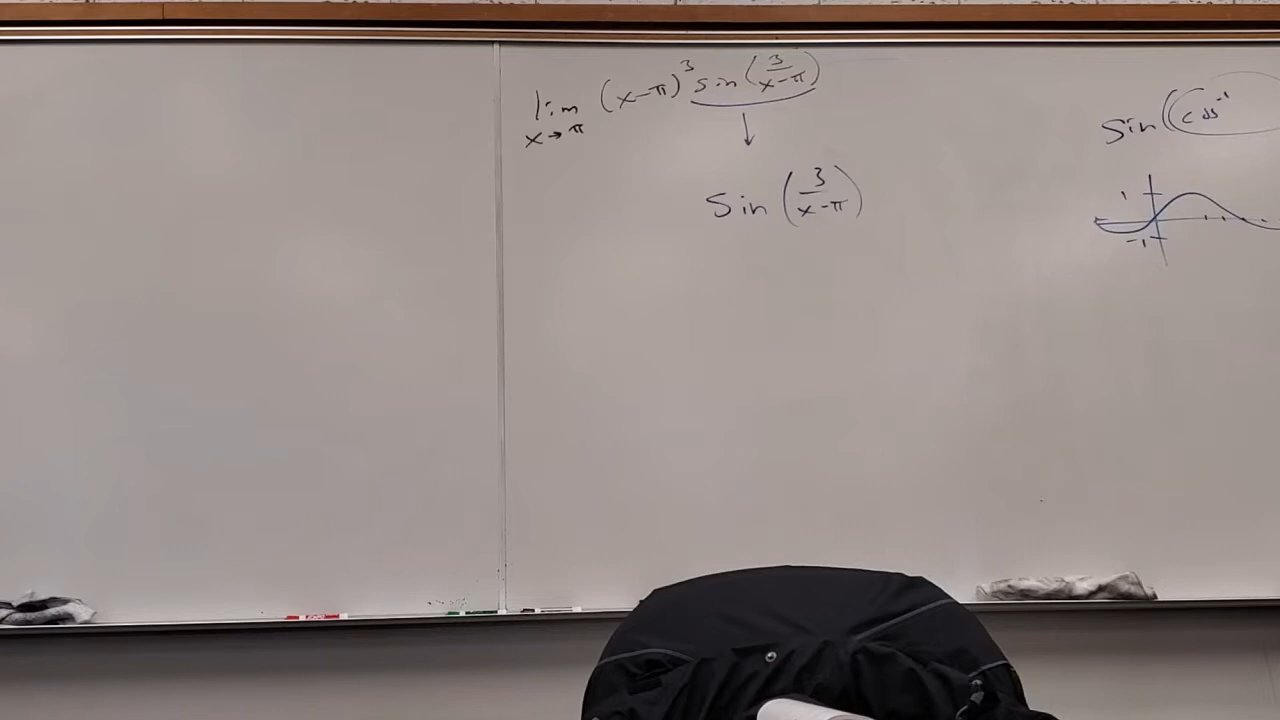 lim x→π (x-π)³ sin(3/(x-π))
↓
sin(3/(x-π))
sin((cos⁻¹
1
-1